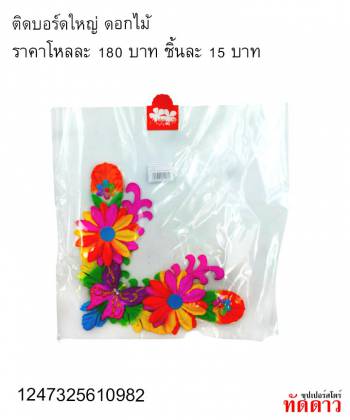 ติดบอร์ดใหญ่ ดอกไม้
ราคาโหลละ 180 บาท ชิ้นละ 15 บาท
1247325610982
ซุปเปอร์สโตร์
ทัดดาว